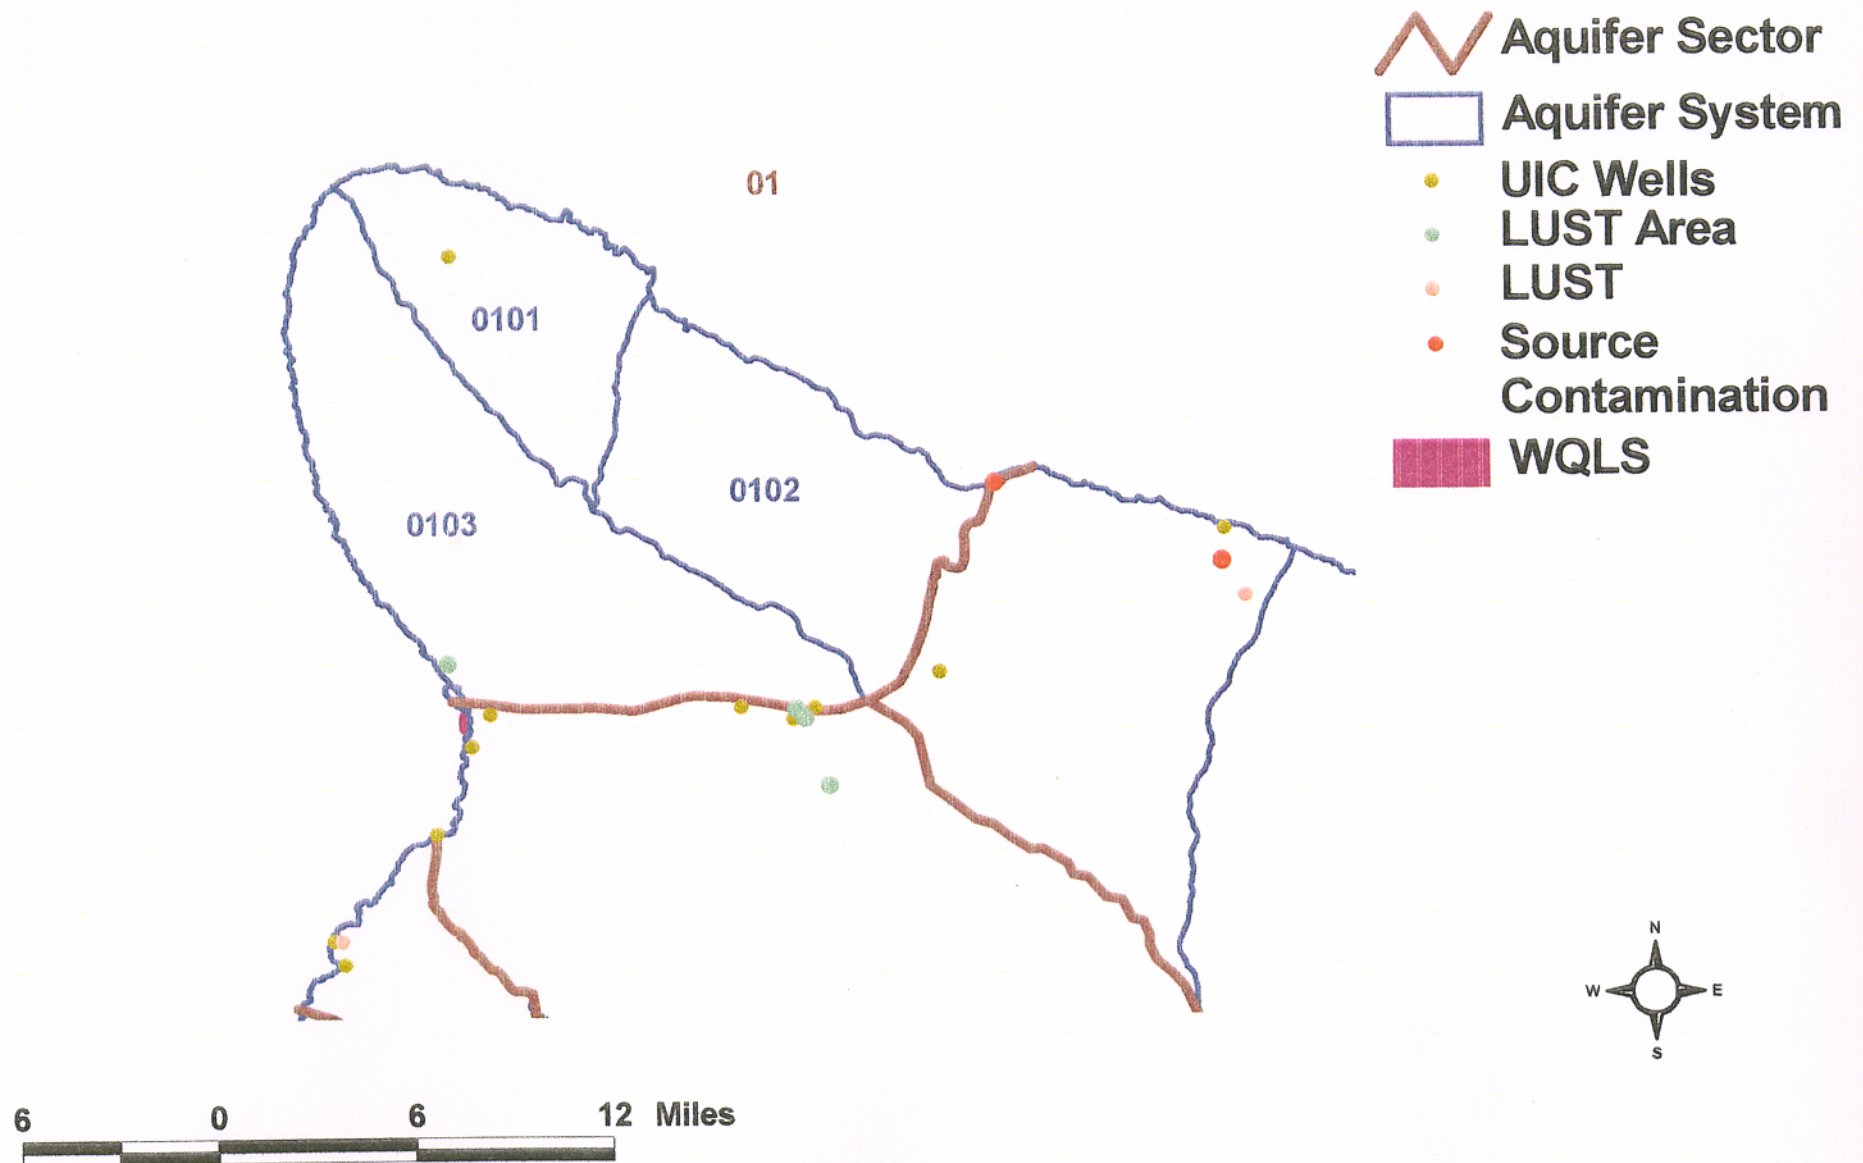 Aquifer Sector
Aquifer System
UIC Wells
LUST Area
LUST
Source
Contamination
WQLS
01
0101
0102
0103
N
W E
S
6 0 6 12 Miles